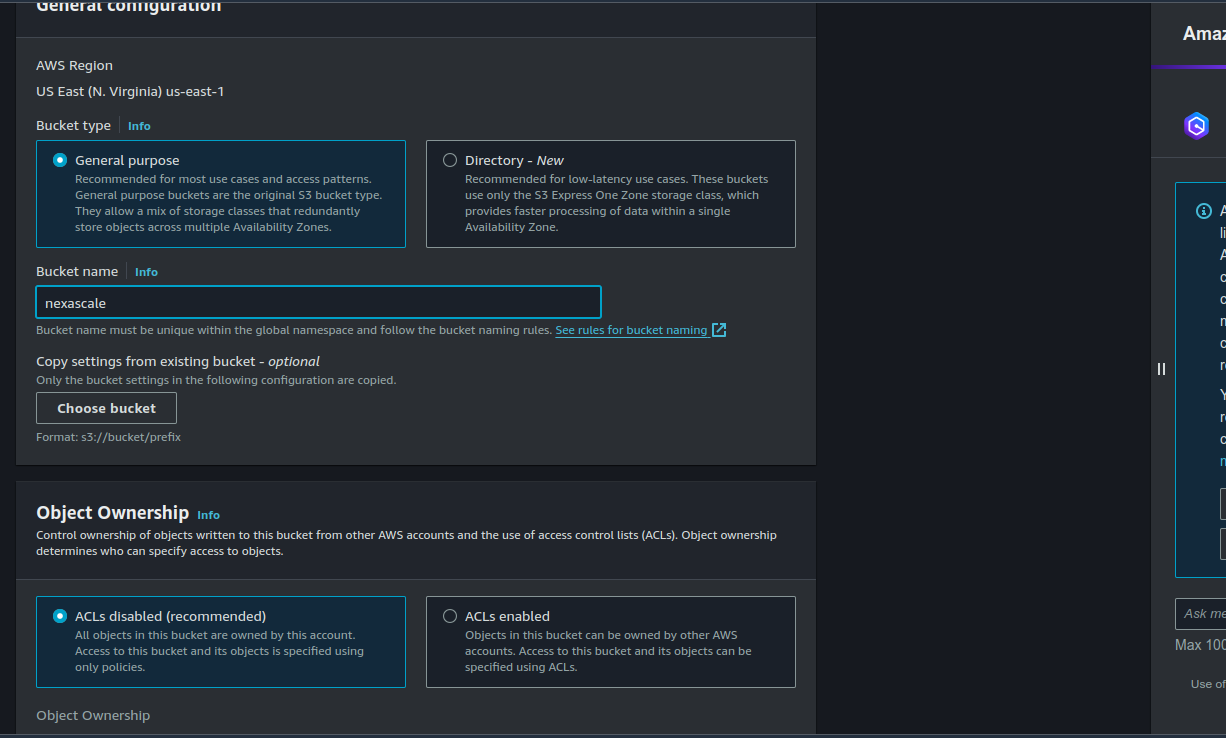 General configuration
AWS Region
US East (N. Virginia) us-east-1
Bucket type Info
General purpose
Recommended for most use cases and access patterns.
General purpose buckets are the original S3 bucket type.
They allow a mix of storage classes that redundantly
store objects across multiple Availability Zones.
Directory - New
Recommended for low-latency use cases. These buckets
use only the S3 Express One Zone storage class, which
provides faster processing of data within a single
Availability Zone.
Bucket name Info
nexascale
Bucket name must be unique within the global namespace and follow the bucket naming rules. See rules for bucket naming
Copy settings from existing bucket - optional
Only the bucket settings in the following configuration are copied.
Choose bucket
Format: s3://bucket/prefix
Object Ownership Info
Control ownership of objects written to this bucket from other AWS accounts and the use of access control lists (ACLs). Object ownership
determines who can specify access to objects.
ACLs disabled (recommended)
All objects in this bucket are owned by this account.
Access to this bucket and its objects is specified using
only policies.
ACLs enabled
Objects in this bucket can be owned by other AWS
accounts. Access to this bucket and its objects can be
specified using ACLs.
Object Ownership
Amaz
Ask me
Max 100
Use of